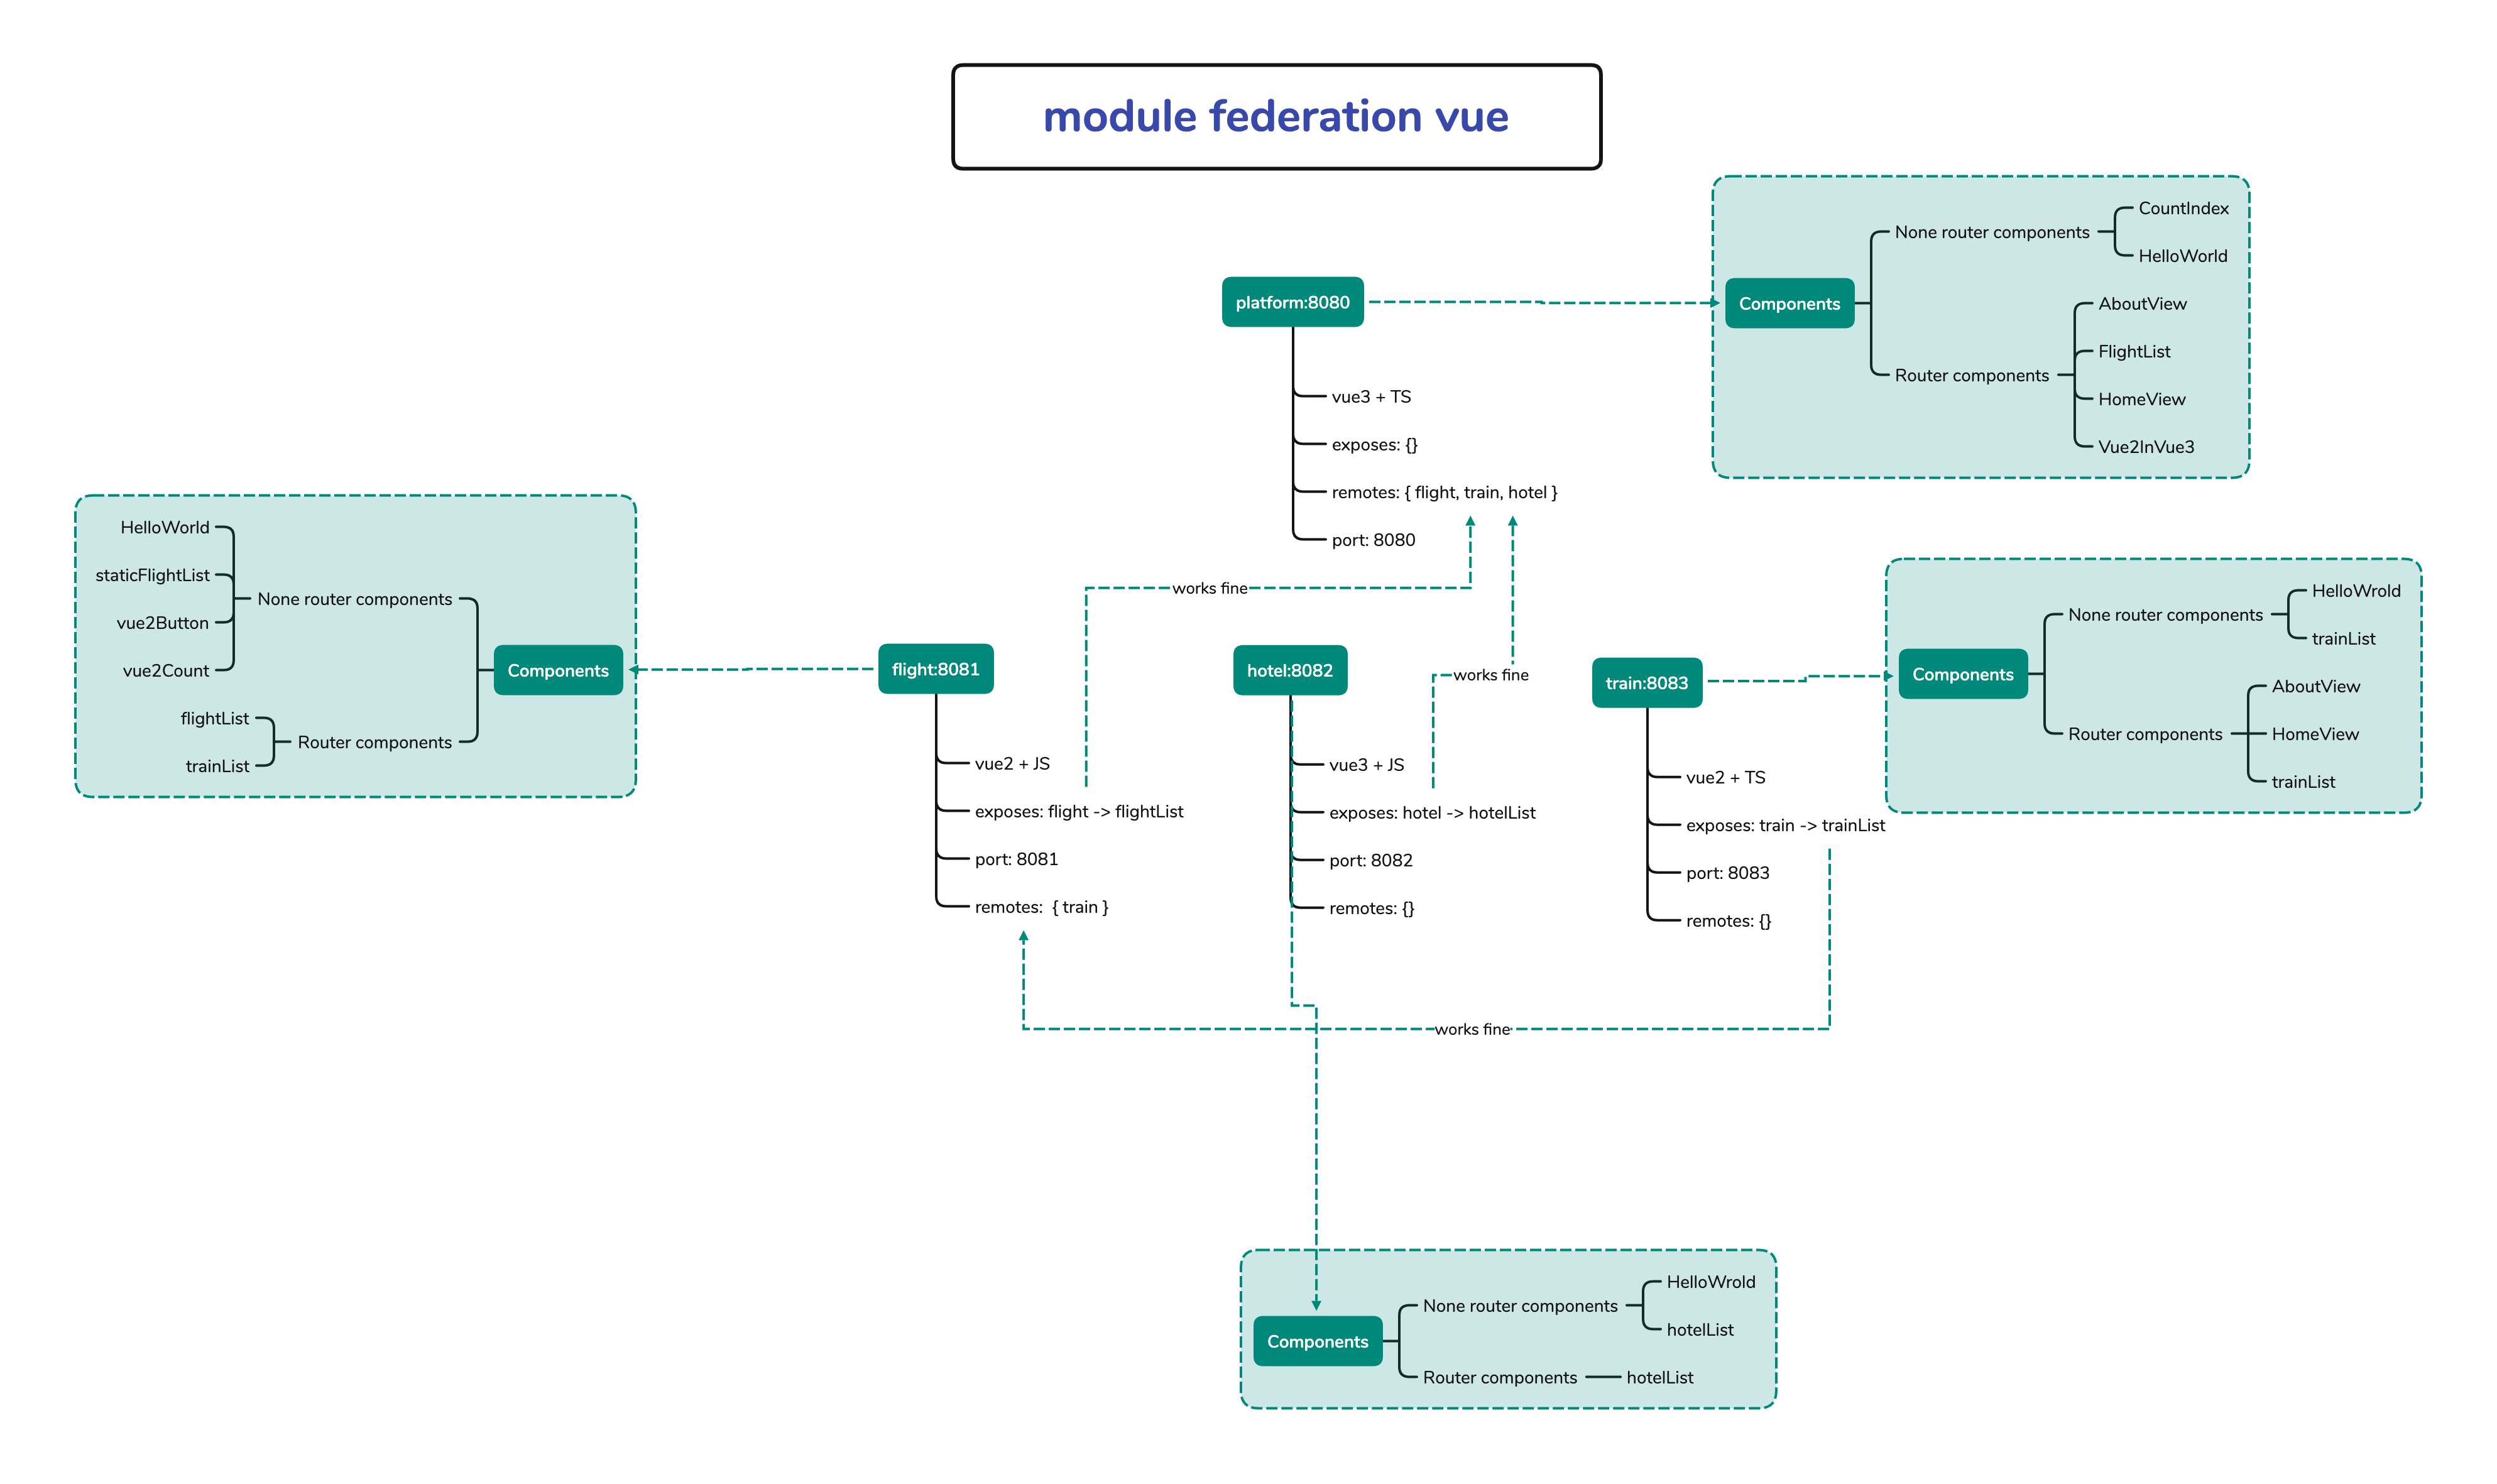 module federation vue
platform:8080
vue3 + TS
exposes: {}
remotes: { flight, train, hotel }
port: 8080
Components
None router components
CountIndex
HelloWorld
Router components
AboutView
FlightList
HomeView
Vue2InVue3
works fine
works fine
HelloWorld
staticFlightList
vue2Button
vue2Count
None router components
flightList
trainList
Router components
Components
flight:8081
vue2 + JS
exposes: flight -> flightList
port: 8081
remotes: { train }
hotel:8082
vue3 + JS
exposes: hotel -> hotelList
port: 8082
remotes: {}
train:8083
vue2 + TS
exposes: train -> trainList
port: 8083
remotes: {}
Components
None router components
HelloWrold
trainList
Router components
AboutView
HomeView
trainList
works fine
Components
None router components
HelloWrold
hotelList
Router components
hotelList